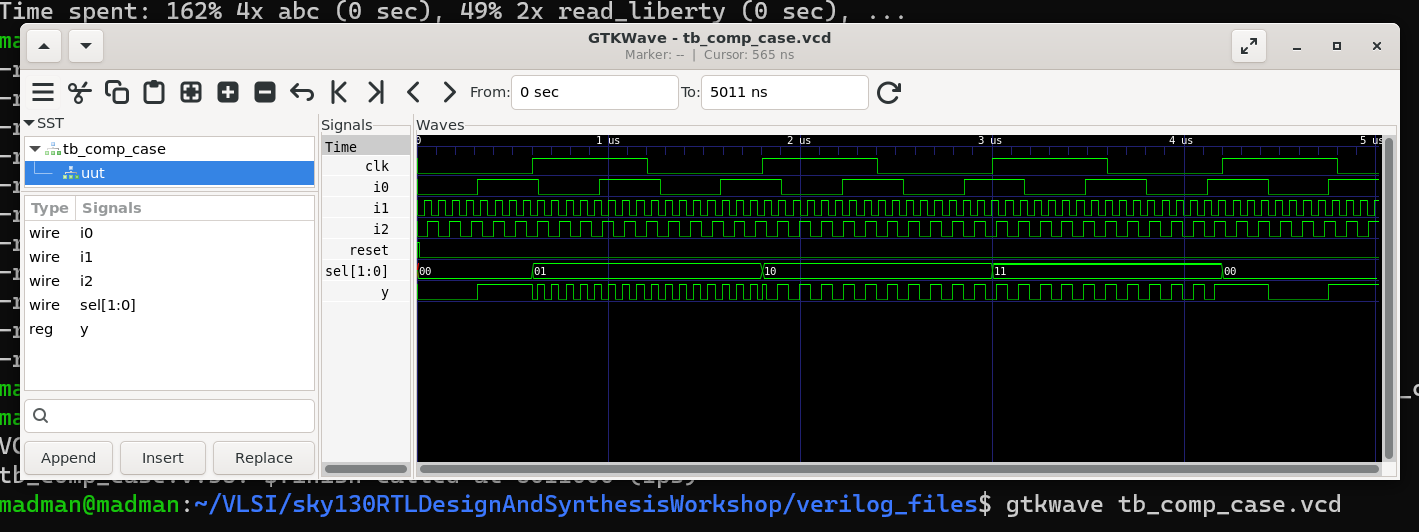 Time spent: 162% 4x abc (0 sec), 49% 2x read_liberty (0 sec), ...
GTKWave - tb_comp_case.vcd
Marker: -- | Cursor: 565 ns
From: 0 sec To: 5011 ns
SST
tb_comp_case
uut
Type Signals
wire i0
wire i1
wire i2
wire sel[1:0]
reg y
Append Insert Replace
Signals
Time
clk
i0
i1
i2
reset
sel[1:0]
y
Waves
0 1 us 2 us 3 us 4 us 5 us
00 01 10 11 00
madman@madman:~/VLSI/sky130RTLDesignAndSynthesisWorkshop/verilog_files$ gtkwave tb_comp_case.vcd